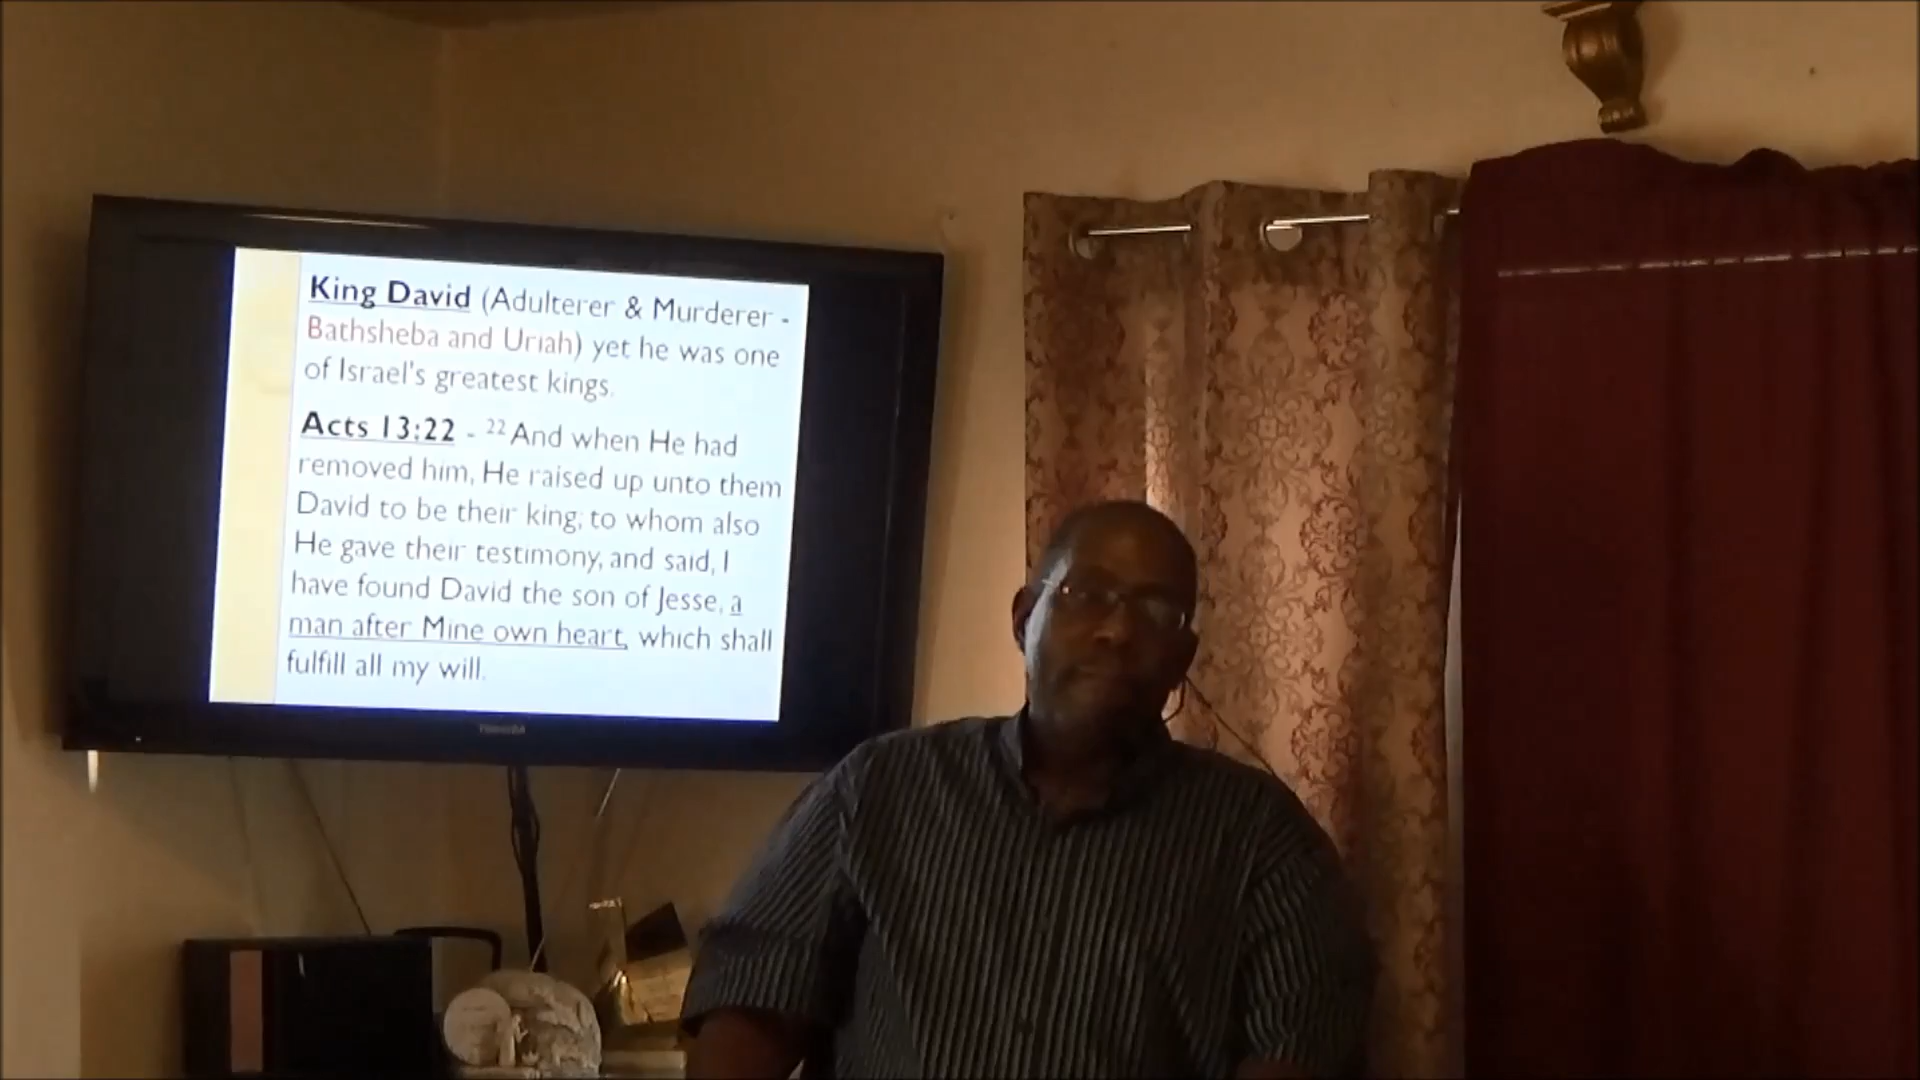 King David (Adulterer & Murderer -
Bathsheba and Uriah) yet he was one
of Israel's greatest kings.
Acts 13:22 - 22 And when He had
removed him, He raised up unto them
David to be their king; to whom also
He gave their testimony, and said, I
have found David the son of Jesse, a
man after Mine own heart, which shall
fulfill all my will.
TOSHIBA